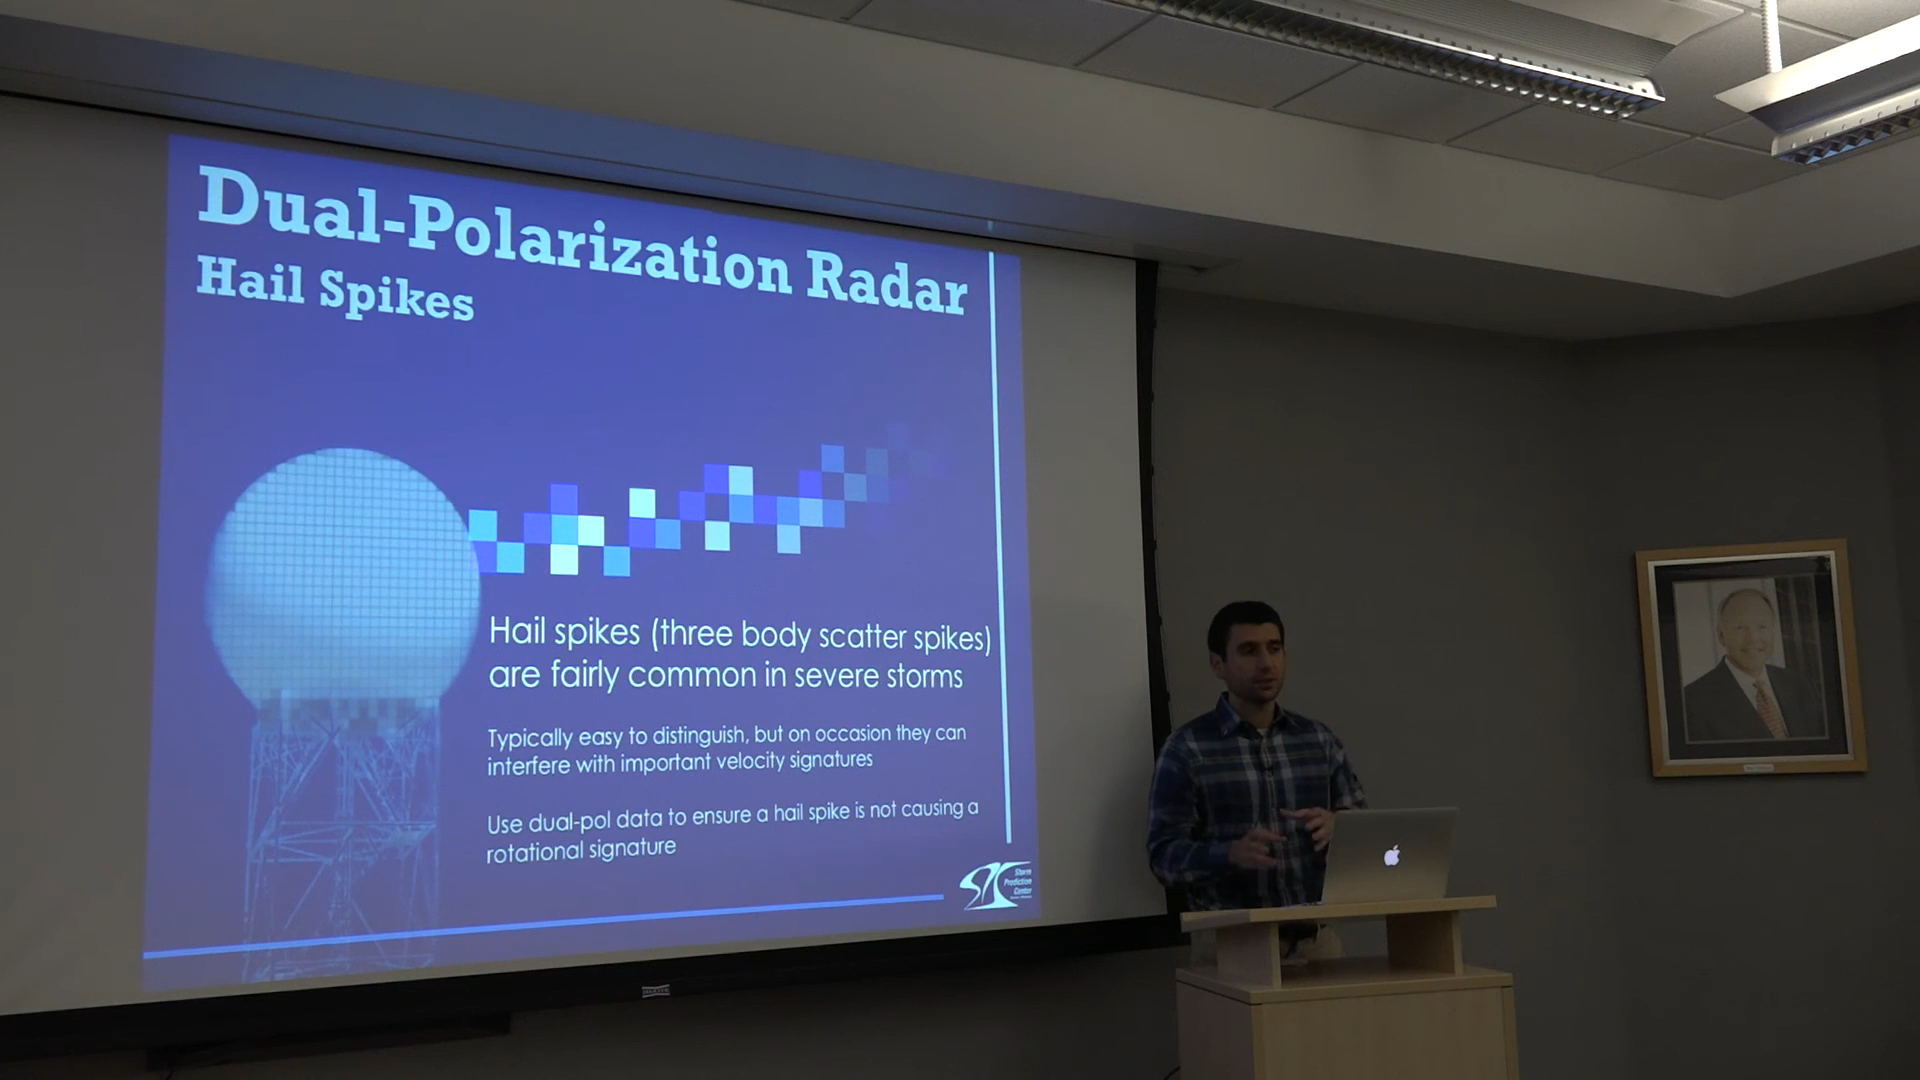 Dual-Polarization Radar
Hail Spikes
Hail spikes (three body scatter spikes)
are fairly common in severe storms
Typically easy to distinguish, but on occasion they can
interfere with important velocity signatures
Use dual-pol data to ensure a hail spike is not causing a
rotational signature
SPC
Storm
Prediction
Center